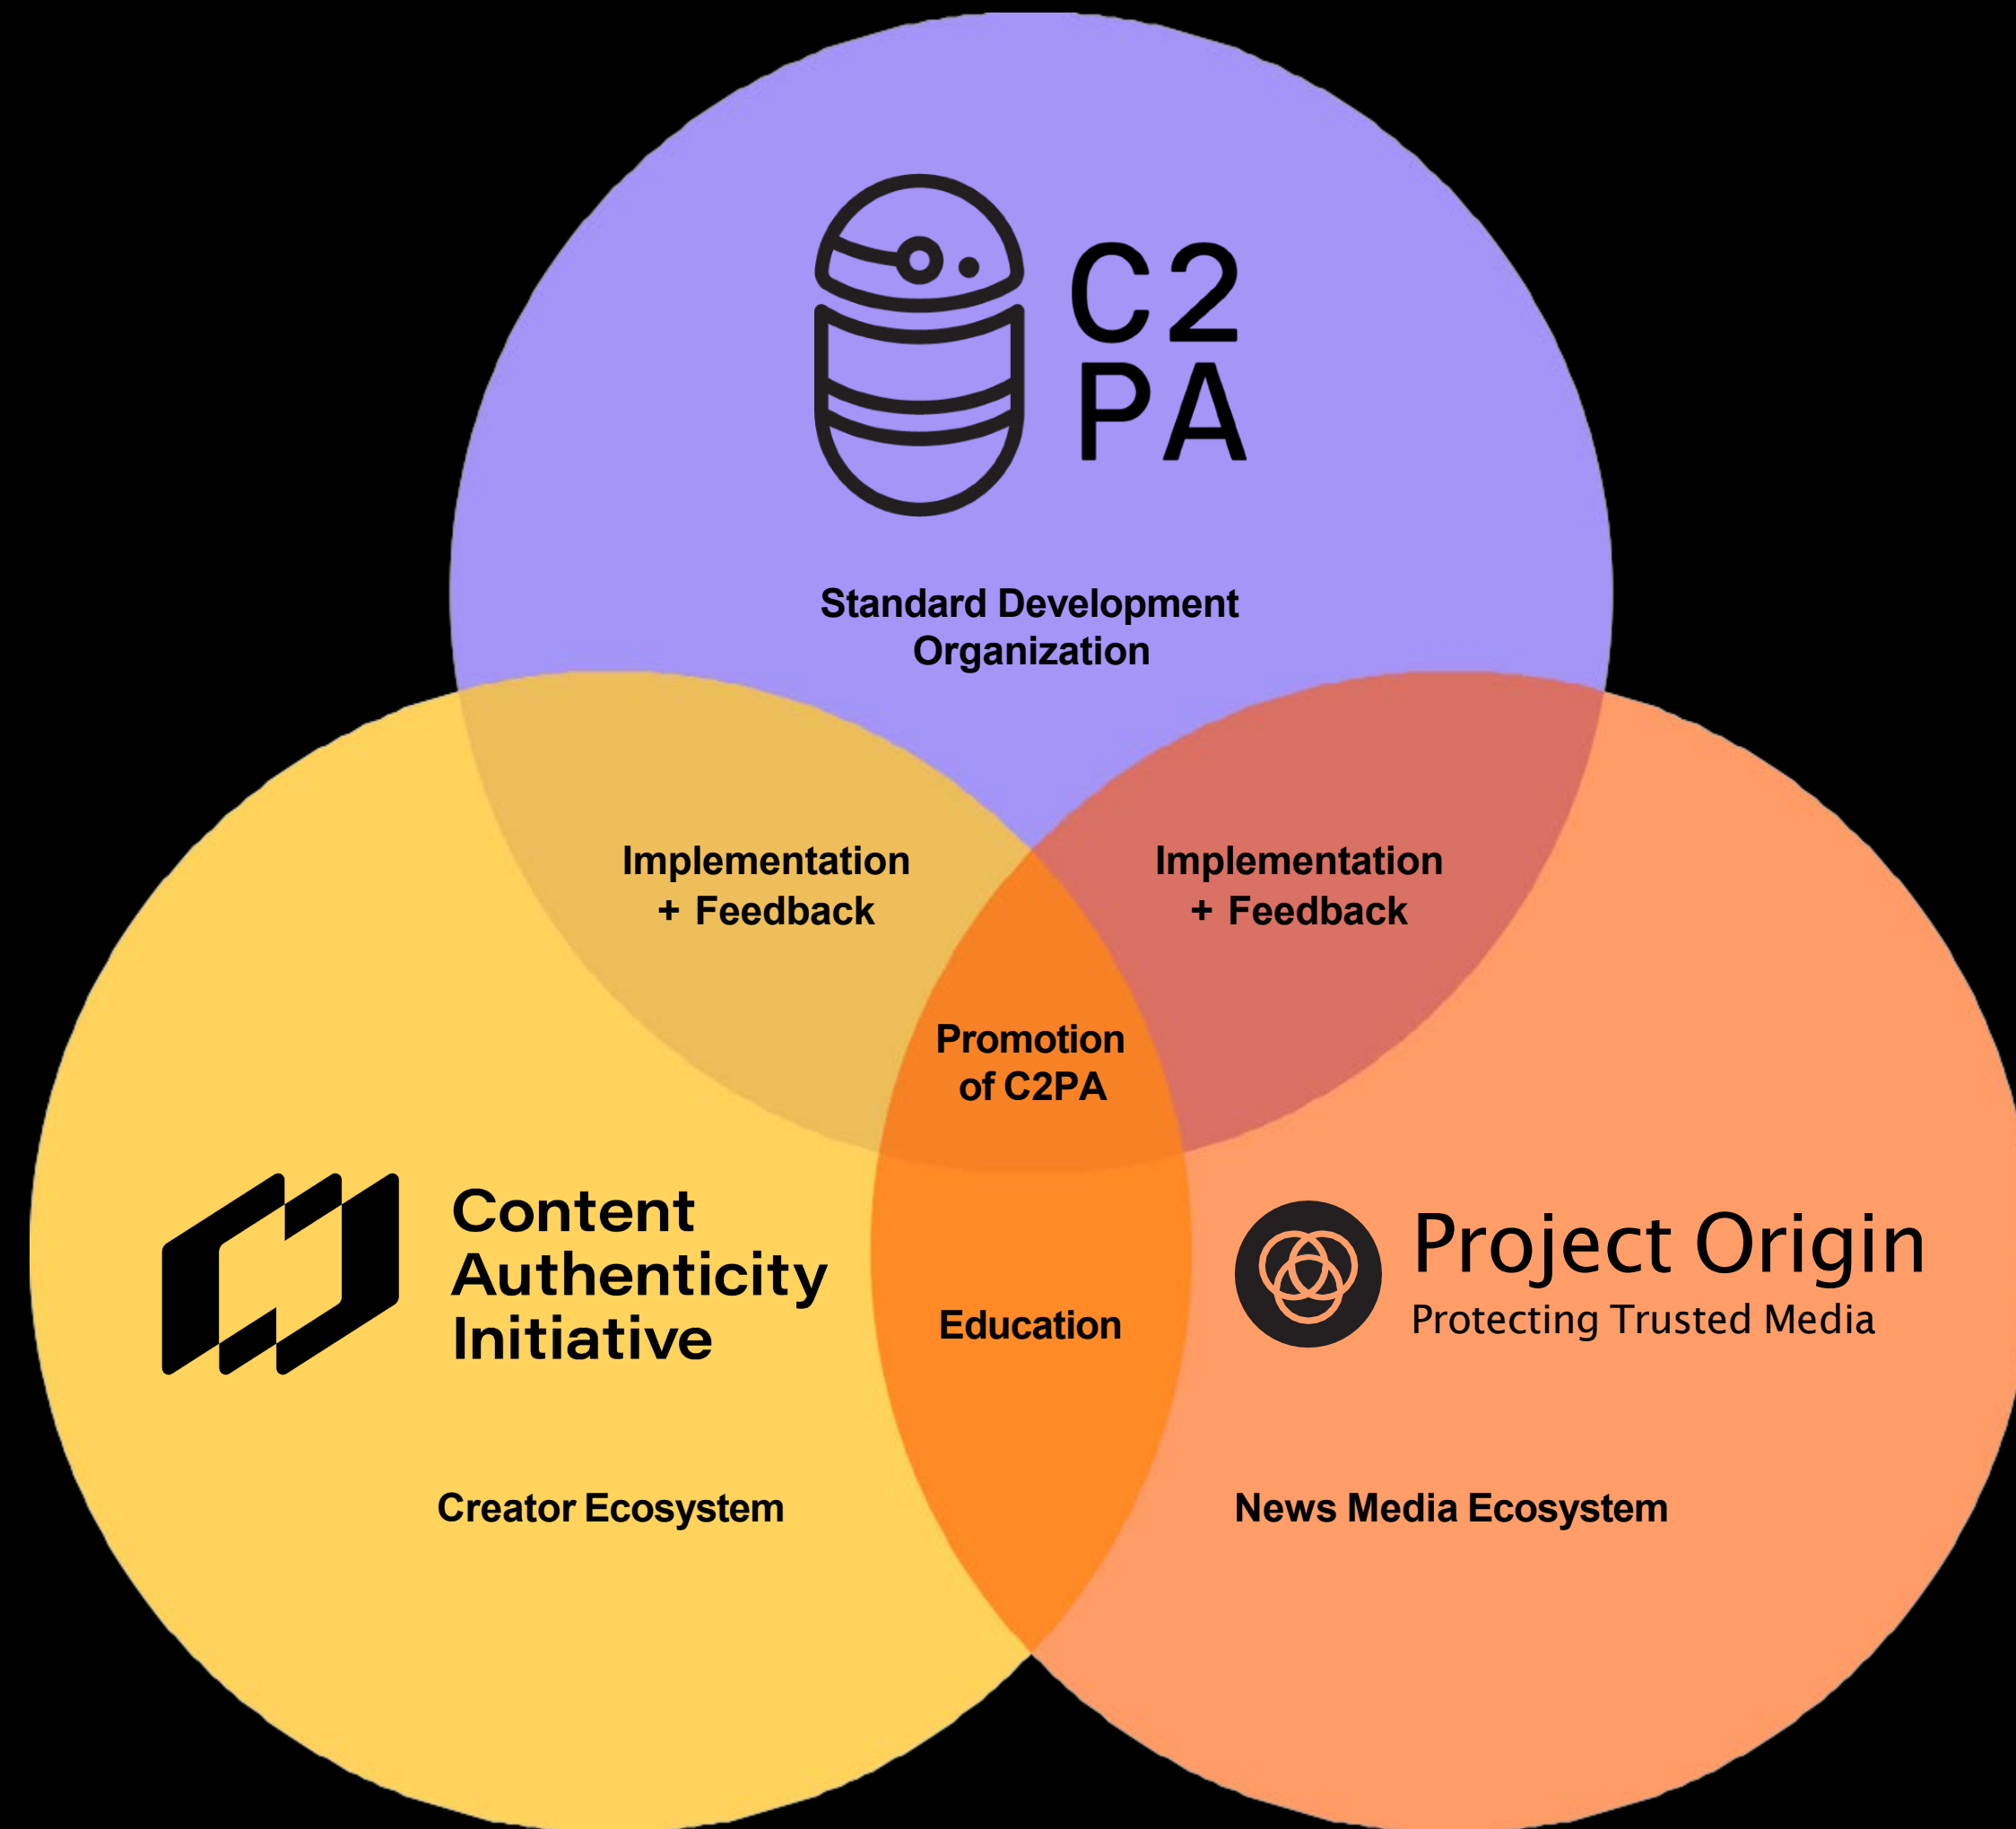 C2
PA
Standard Development
Organization
Implementation
+ Feedback
Implementation
+ Feedback
Promotion
of C2PA
Content
Authenticity
Initiative
Education
Project Origin
Protecting Trusted Media
Creator Ecosystem
News Media Ecosystem